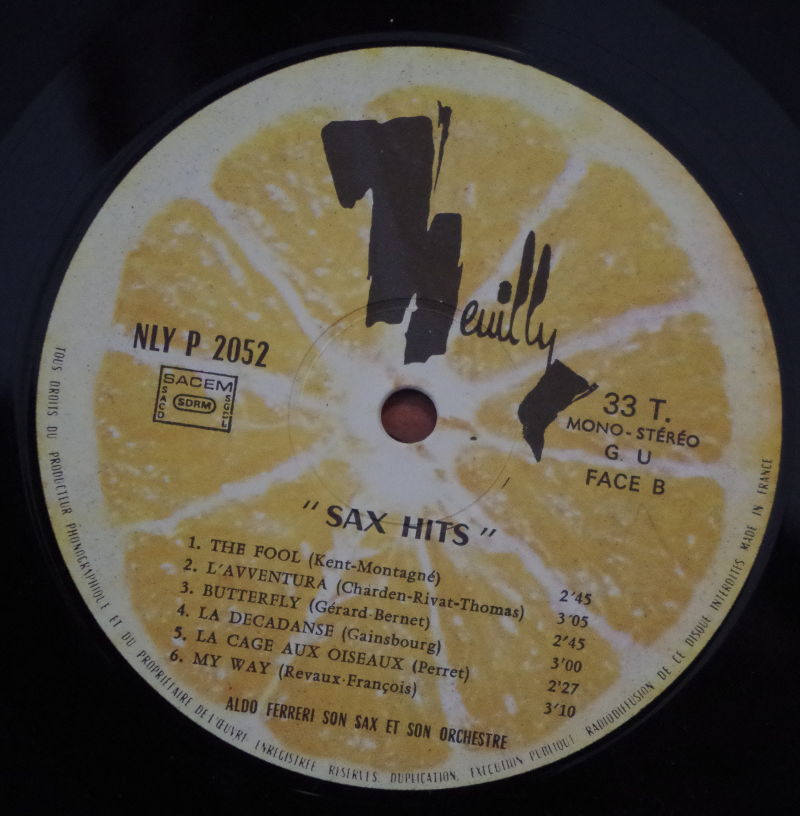 Neuilly
NLY P 2052
SACEM
SACD
SDRM
SGDL
33 T.
MONO-STÉRÉO
G. U
FACE B
"SAX HITS"
1. THE FOOL (Kent-Montagné) 2'45
2. L'AVVENTURA (Charden-Rivat-Thomas) 3'05
3. BUTTERFLY (Gérard-Bernet) 2'45
4. LA DECADANSE (Gainsbourg) 3'00
5. LA CAGE AUX OISEAUX (Perret) 2'27
6. MY WAY (Revaux-François) 3'10
ALDO FERRERI SON SAX ET SON ORCHESTRE
TOUS DROITS DU PRODUCTEUR PHONOGRAPHIQUE ET DU PROPRIÉTAIRE DE L'ŒUVRE ENREGISTRÉE RÉSERVÉS. DUPLICATION, EXÉCUTION PUBLIQUE RADIODIFFUSION DE CE DISQUE INTERDITES MADE IN FRANCE